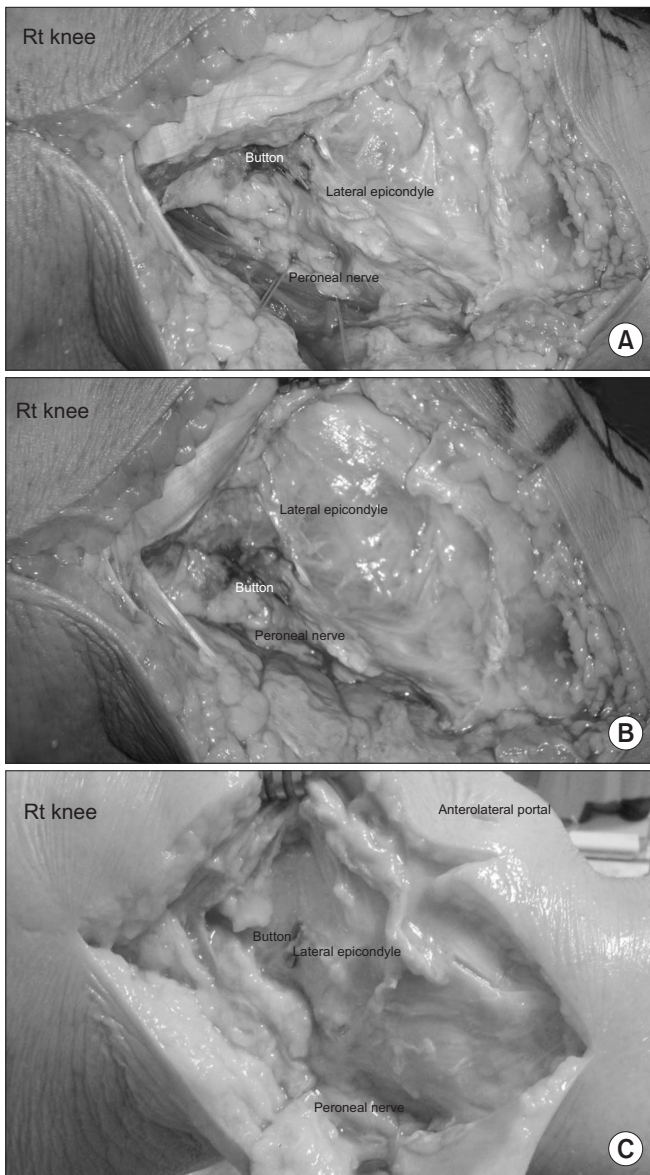 Rt knee
Button
Lateral epicondyle
Peroneal nerve
A
Rt knee
Lateral epicondyle
Button
Peroneal nerve
B
Rt knee
Anterolateral portal
Button
Lateral epicondyle
Peroneal nerve
C